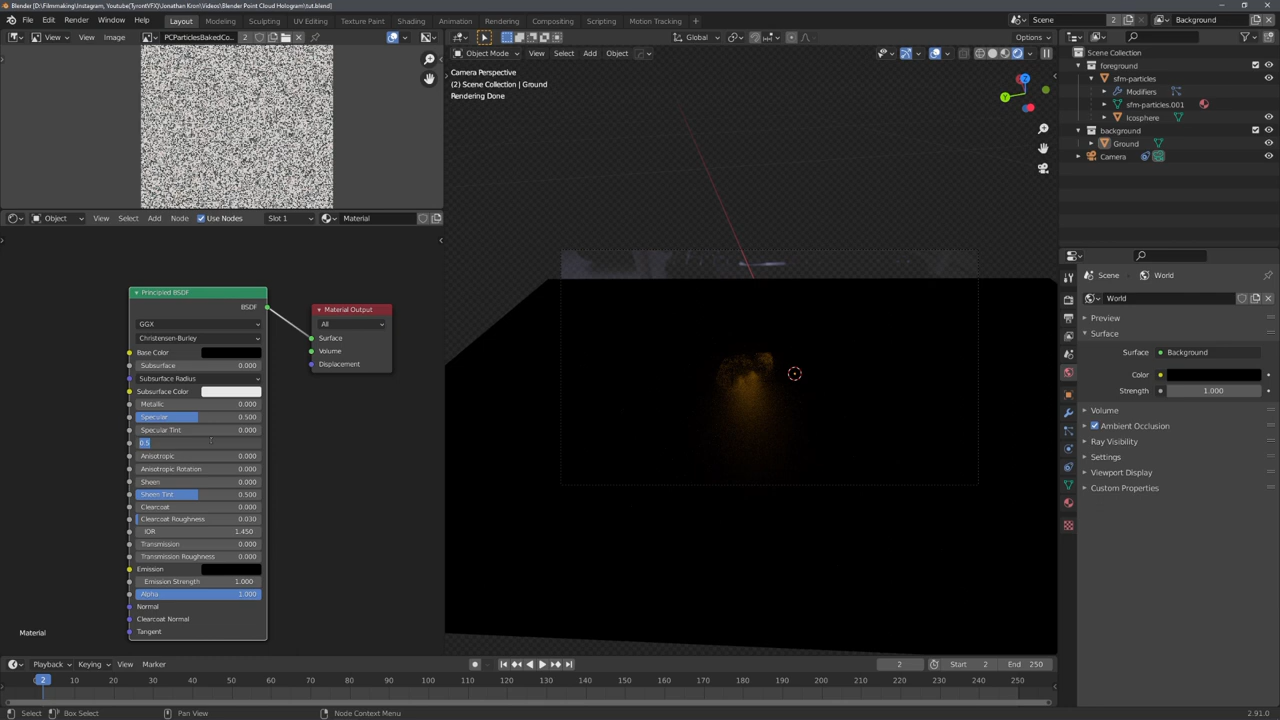 Blender [D:\Filmmaking\Instagram, Youtube\TyrontVFX\Jonathan Kron\Videos\Blender Point Cloud Hologram\tut.blend]
File Edit Render Window Help Layout Modeling Sculpting UV Editing Texture Paint Shading Animation Rendering Compositing Scripting Motion Tracking Scene 2 Background
View View Image PCParticlesBakedCo... 2 Global Options
Object Mode View Select Add Object
Camera Perspective
(2) Scene Collection | Ground
Rendering Done
Z
Y
Scene Collection
foreground
sfm-particles
Modifiers
sfm-particles.001
Icosphere
background
Ground
Camera
Object View Select Add Node Use Nodes Slot 1 Material
Principled BSDF
BSDF
GGX
Christensen-Burley
Base Color
Subsurface 0.000
Subsurface Radius
Subsurface Color
Metallic 0.000
Specular 0.500
Specular Tint 0.000
0.5
Anisotropic 0.000
Anisotropic Rotation 0.000
Sheen 0.000
Sheen Tint 0.500
Clearcoat 0.000
Clearcoat Roughness 0.030
IOR 1.450
Transmission 0.000
Transmission Roughness 0.000
Emission
Emission Strength 1.000
Alpha 1.000
Normal
Clearcoat Normal
Tangent
Material Output
All
Surface
Volume
Displacement
Material
Scene World
World
Preview
Surface
Surface Background
Color
Strength 1.000
Volume
Ambient Occlusion
Ray Visibility
Settings
Viewport Display
Custom Properties
Playback Keying View Marker 2 Start 2 End 250
2 10 20 30 40 50 60 70 80 90 100 110 120 130 140 150 160 170 180 190 200 210 220 230 240 250
Select Box Select Pan View Node Context Menu 2.91.0